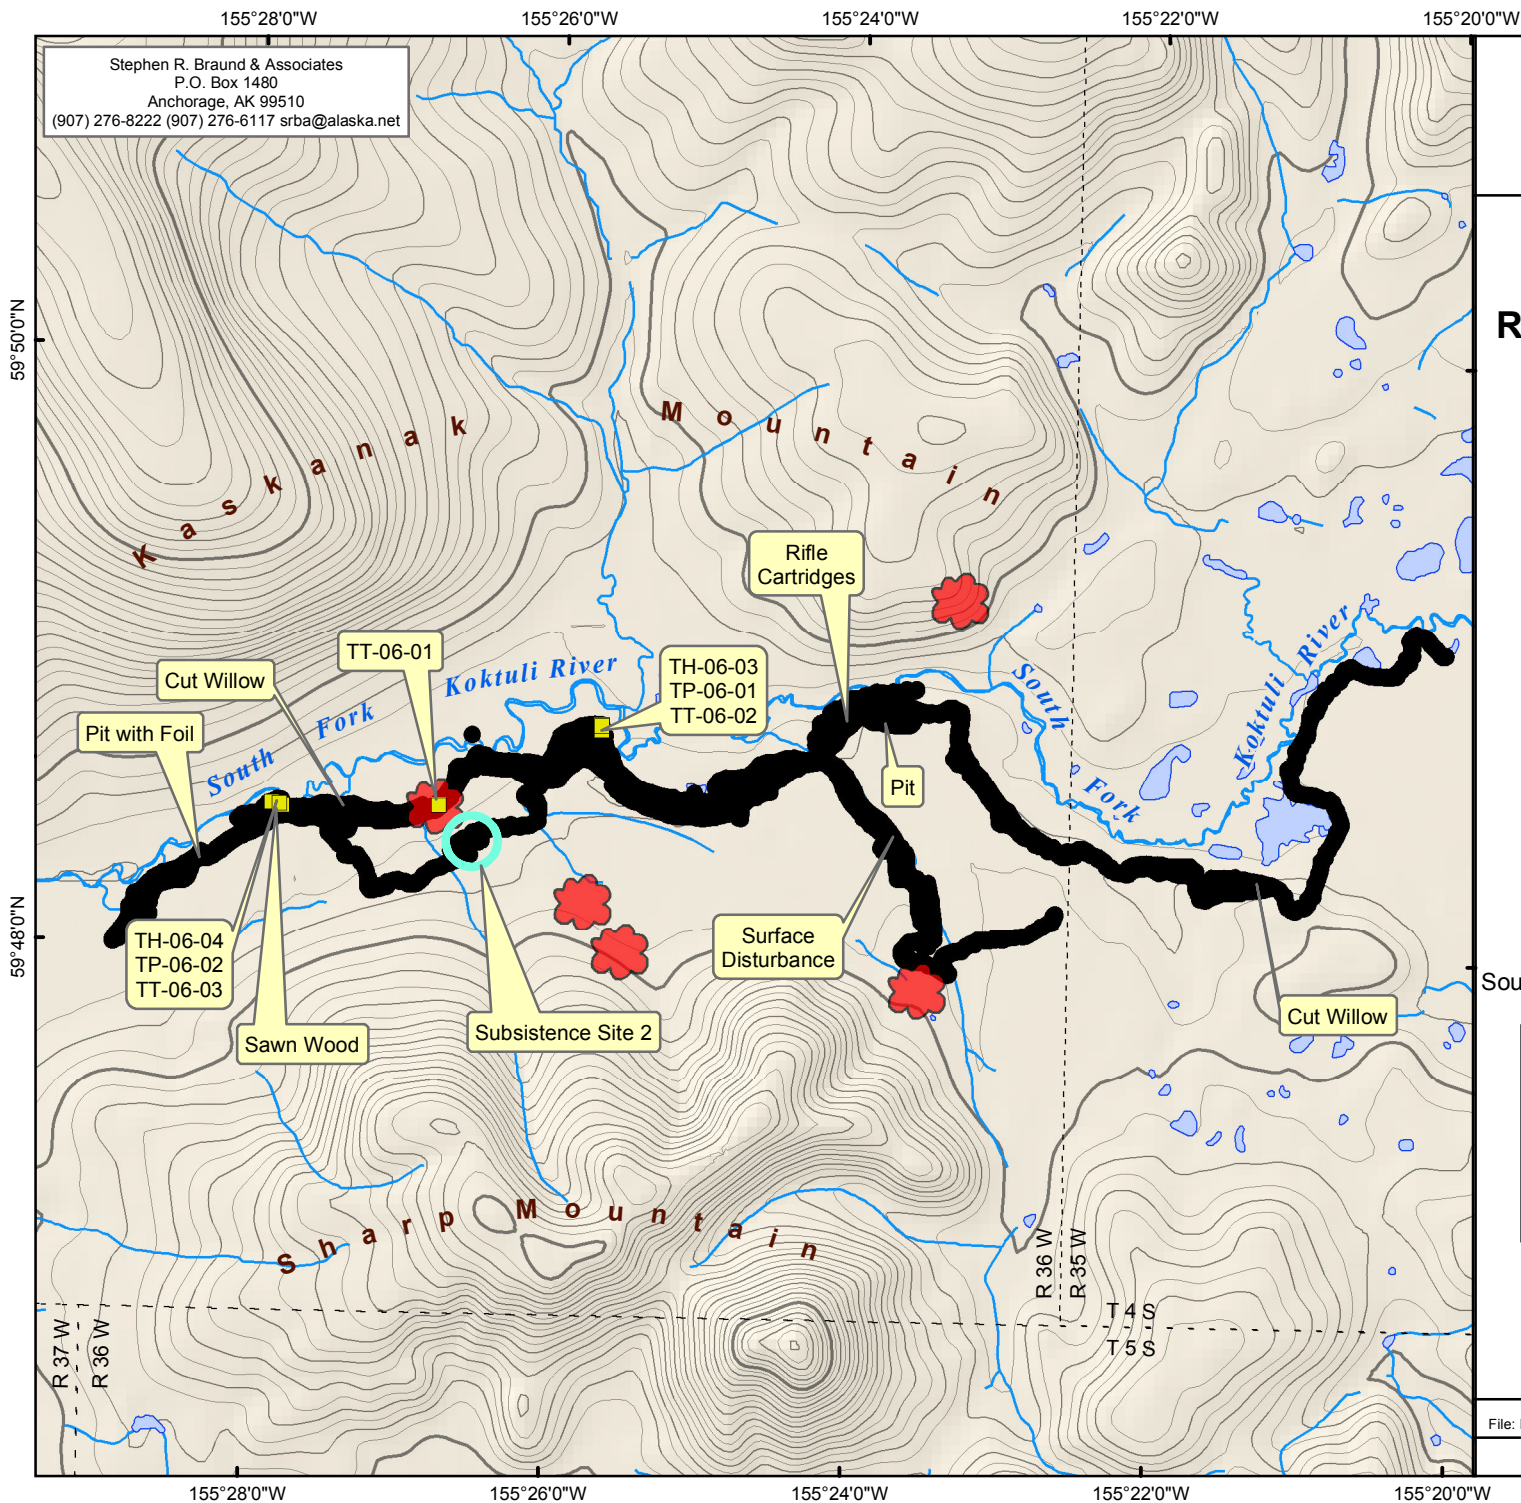 155°28'0"W
155°26'0"W
155°24'0"W
155°22'0"W
155°20'0"W
Stephen R. Braund & Associates
P.O. Box 1480
Anchorage, AK 99510
(907) 276-8222 (907) 276-6117 srba@alaska.net
59°50'0"N
R
Kaskanak
Mountain
Rifle
Cartridges
TT-06-01
Koktuli River
TH-06-03
TP-06-01
TT-06-02
Cut Willow
Fork
South
Pit with Foil
South
Fork
Koktuli River
Pit
59°48'0"N
TH-06-04
TP-06-02
TT-06-03
Surface
Disturbance
Sou
Cut Willow
Subsistence Site 2
Sawn Wood
Sharp Mountain
R 36 W
R 35 W
T 4 S
T 5 S
R 37 W
R 36 W
File:
155°28'0"W
155°26'0"W
155°24'0"W
155°22'0"W
155°20'0"W